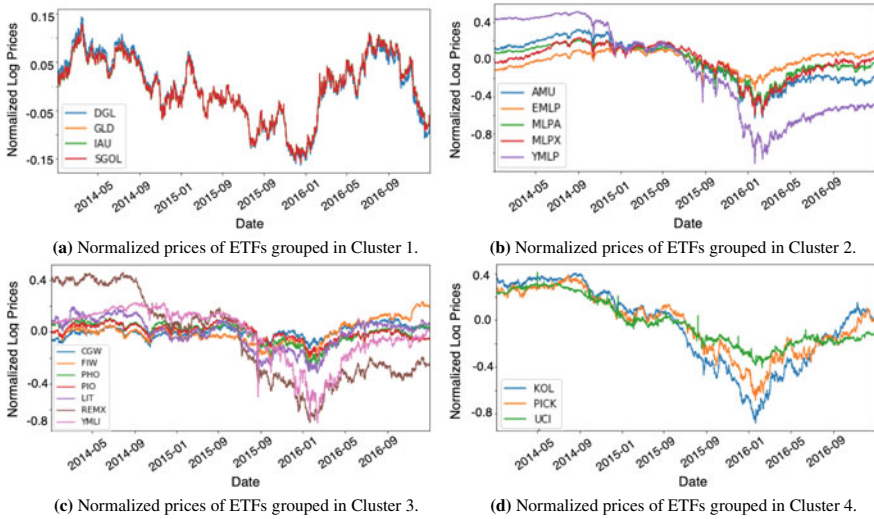 0.15
0.05
-0.05
-0.15
Normalized Log Prices
DGL
GLD
IAU
SGOL
2014-05
2014-09
2015-01
2015-09
2015-09
2016-01
2016-05
2016-09
Date
(a) Normalized prices of ETFs grouped in Cluster 1.
0.4
0.0
-0.4
-0.8
Normalized Log Prices
AMU
EMLP
MLPA
MLPX
YMLP
2014-05
2014-09
2015-01
2015-09
2015-09
2016-01
2016-05
2016-09
Date
(b) Normalized prices of ETFs grouped in Cluster 2.
0.4
0.0
-0.4
-0.8
Normalized Log Prices
CGW
FIW
PHO
PIO
LIT
REMX
YMLI
2014-05
2014-09
2015-01
2015-09
2015-09
2016-01
2016-05
2016-09
Date
(c) Normalized prices of ETFs grouped in Cluster 3.
0.4
0.0
-0.4
-0.8
Normalized Log Prices
KOL
PICK
UCI
2014-05
2014-09
2015-01
2015-09
2015-09
2016-01
2016-05
2016-09
Date
(d) Normalized prices of ETFs grouped in Cluster 4.